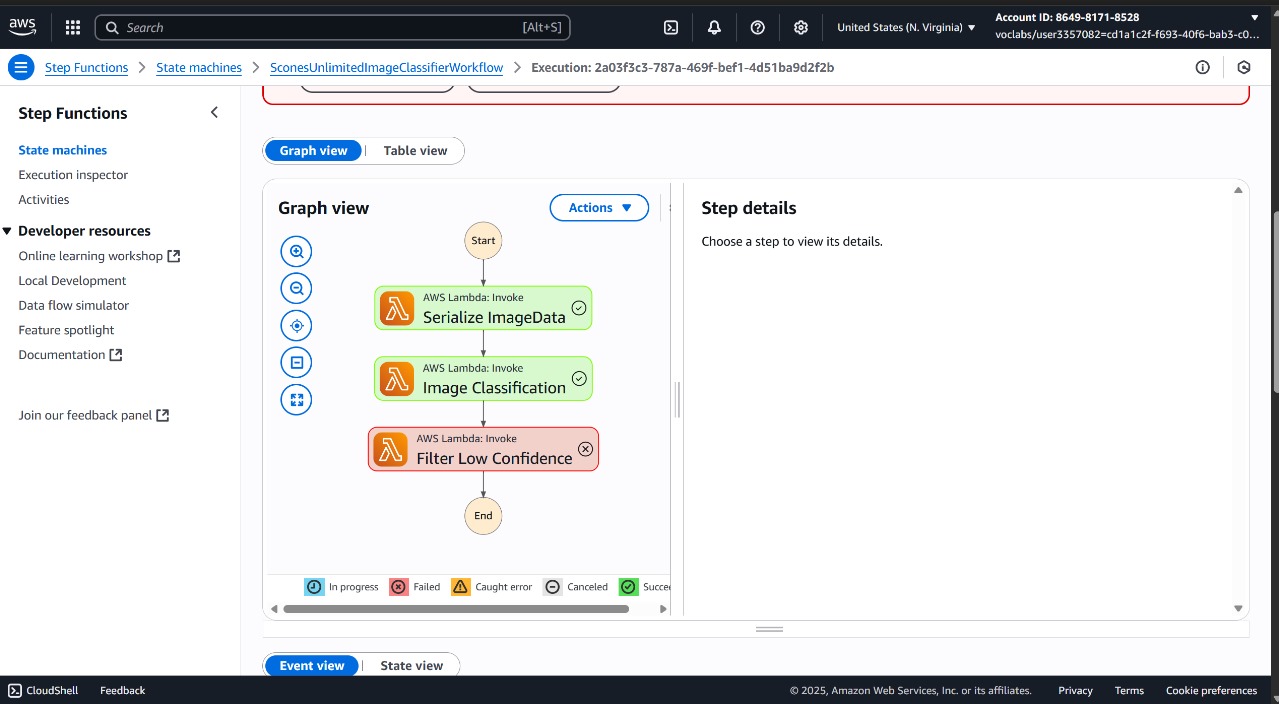 aws
Search [Alt+S]
United States (N. Virginia)
Account ID: 8649-8171-8528
voclabs/user3357082=cd1a1c2f-f693-40f6-bab3-c0...
Step Functions > State machines > SconesUnlimitedImageClassifierWorkflow > Execution: 2a03f3c3-787a-469f-bef1-4d51ba9d2f2b
Step Functions
State machines
Execution inspector
Activities
Developer resources
Online learning workshop
Local Development
Data flow simulator
Feature spotlight
Documentation
Join our feedback panel
Graph view | Table view
Graph view
Actions
Start
AWS Lambda: Invoke
Serialize ImageData
AWS Lambda: Invoke
Image Classification
AWS Lambda: Invoke
Filter Low Confidence
End
In progress Failed Caught error Canceled Succee
Step details
Choose a step to view its details.
Event view | State view
CloudShell Feedback
© 2025, Amazon Web Services, Inc. or its affiliates. Privacy Terms Cookie preferences